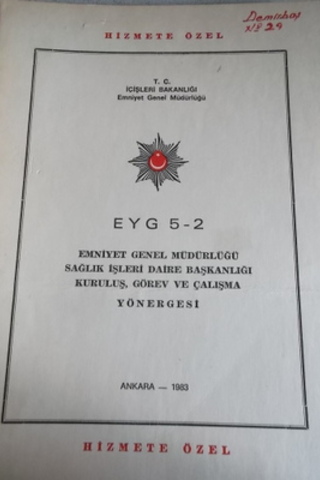 Demirbaş
HİZMETE ÖZEL
T. C.
İÇİŞLERİ BAKANLIĞI
Emniyet Genel Müdürlüğü
EYG 5-2
EMNİYET GENEL MÜDÜRLÜĞÜ
SAĞLIK İŞLERİ DAİRE BAŞKANLIĞI
KURULUŞ, GÖREV VE ÇALIŞMA
YÖNERGESİ
ANKARA — 1983
HİZMETE ÖZEL